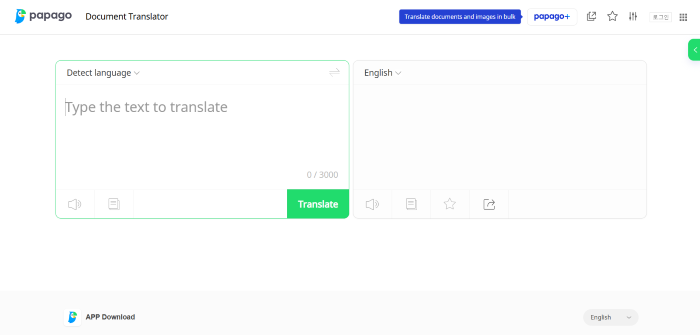 papago Document Translator Translate documents and images in bulk papago+ 로그인
Detect language English
Type the text to translate
0 / 3000
Translate
APP Download English